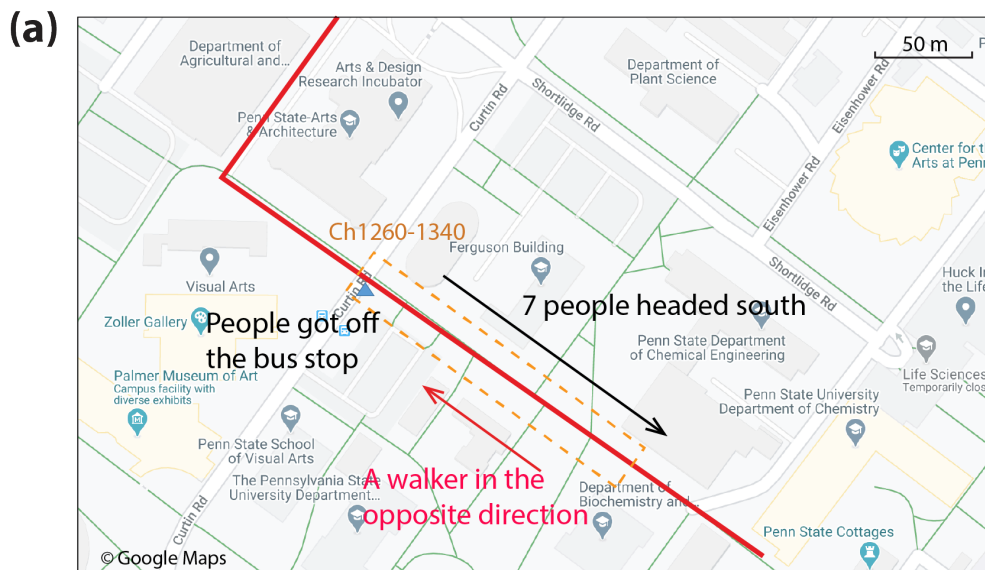 (a)
50 m
Department of
Agricultural and...
Arts & Design
Research Incubator
Penn State-Arts
& Architecture
Curtin Rd
Shortlidge Rd
Department of
Plant Science
Eisenhower Rd
Center for th
Arts at Penn
Eisenhower Rd
Ch1260-1340
Ferguson Building
Visual Arts
Curtin Rd
Shortlidge Rd
Huck In
the Life
7 people headed south
Zoller Gallery
People got off
the bus stop
Penn State Department
of Chemical Engineering
Life Sciences
Temporarily clos
Palmer Museum of Art
Campus facility with
diverse exhibits
Penn State University
Department of Chemistry
Penn State School
of Visual Arts
The Pennsylvania State
University Department...
A walker in the
opposite direction
Department of
Biochemistry and...
Curtin Rd
Penn State Cottages
© Google Maps